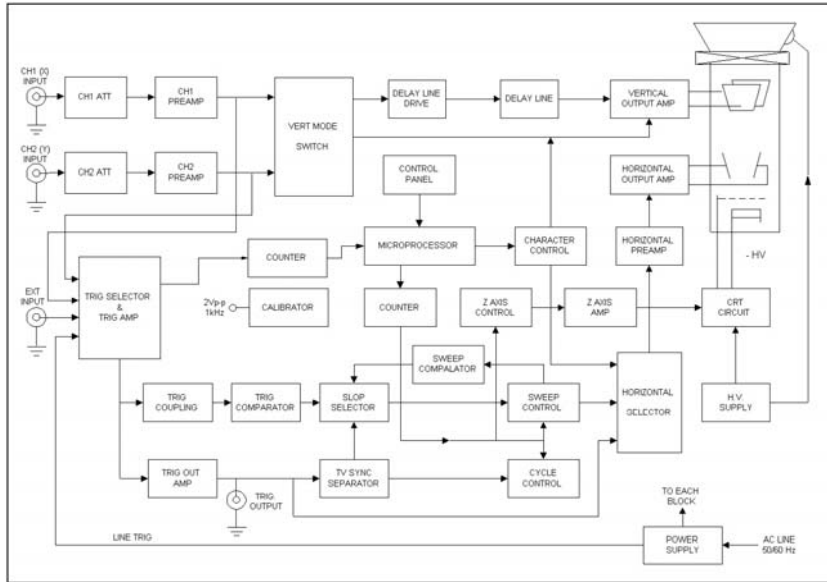 CH1 (X)
INPUT
CH1 ATT
CH1
PREAMP
VERT MODE
SWITCH
DELAY LINE
DRIVE
DELAY LINE
VERTICAL
OUTPUT AMP
CH2 (Y)
INPUT
CH2 ATT
CH2
PREAMP
CONTROL
PANEL
HORIZONTAL
OUTPUT AMP
COUNTER
MICROPROCESSOR
CHARACTER
CONTROL
HORIZONTAL
PREAMP
- HV
EXT
INPUT
TRIG SELECTOR
&
TRIG AMP
2Vp-p
1kHz
CALIBRATOR
COUNTER
Z AXIS
CONTROL
Z AXIS
AMP
CRT
CIRCUIT
SWEEP
COMPALATOR
TRIG
COUPLING
TRIG
COMPARATOR
SLOP
SELECTOR
SWEEP
CONTROL
HORIZONTAL
SELECTOR
H.V.
SUPPLY
TRIG OUT
AMP
TRIG
OUTPUT
TV SYNC
SEPARATOR
CYCLE
CONTROL
TO EACH
BLOCK
LINE TRIG
POWER
SUPPLY
AC LINE
50/60 Hz